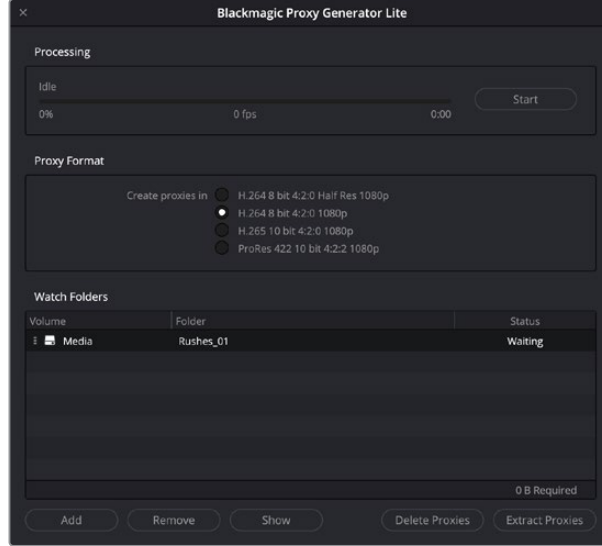 Blackmagic Proxy Generator Lite
Processing
Idle
Start
0% 0 fps 0:00
Proxy Format
Create proxies in H.264 8 bit 4:2:0 Half Res 1080p
H.264 8 bit 4:2:0 1080p
H.265 10 bit 4:2:0 1080p
ProRes 422 10 bit 4:2:2 1080p
Watch Folders
Volume Folder Status
Media Rushes_01 Waiting
0 B Required
Add Remove Show Delete Proxies Extract Proxies